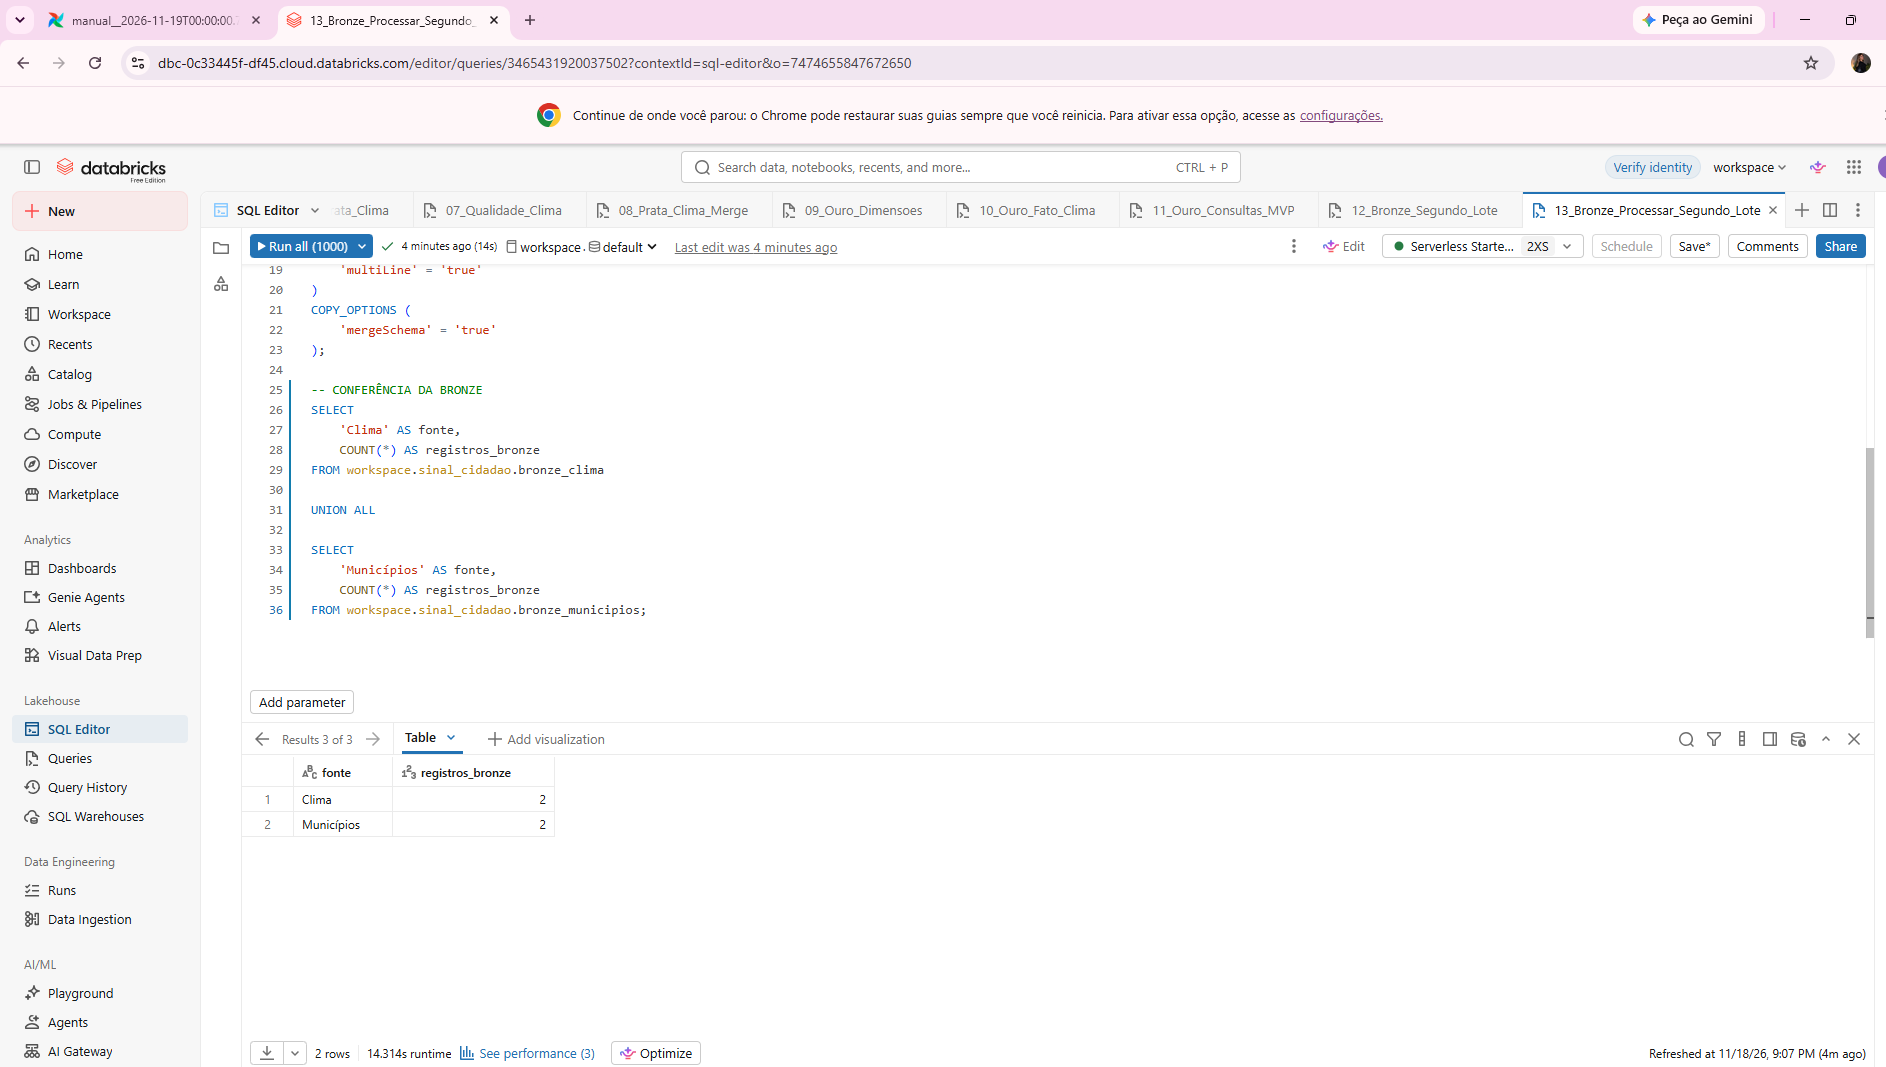 manual__2026-11-19T00:00:00.
13_Bronze_Processar_Segundo_
Peça ao Gemini
dbc-0c33445f-df45.cloud.databricks.com/editor/queries/3465431920037502?contextId=sql-editor&o=7474655847672650
Continue de onde você parou: o Chrome pode restaurar suas guias sempre que você reinicia. Para ativar essa opção, acesse as configurações.
databricks
Free Edition
Search data, notebooks, recents, and more...
CTRL + P
Verify identity
workspace
New
Home
Learn
Workspace
Recents
Catalog
Jobs & Pipelines
Compute
Discover
Marketplace
Analytics
Dashboards
Genie Agents
Alerts
Visual Data Prep
Lakehouse
SQL Editor
Queries
Query History
SQL Warehouses
Data Engineering
Runs
Data Ingestion
AI/ML
Playground
Agents
AI Gateway
SQL Editor
ata_Clima
07_Qualidade_Clima
08_Prata_Clima_Merge
09_Ouro_Dimensoes
10_Ouro_Fato_Clima
11_Ouro_Consultas_MVP
12_Bronze_Segundo_Lote
13_Bronze_Processar_Segundo_Lote
Run all (1000)
4 minutes ago (14s)
workspace.
default
Last edit was 4 minutes ago
Edit
Serverless Starte...
2XS
Schedule
Save*
Comments
Share
19 'multiLine' = 'true'
20 )
21 COPY_OPTIONS (
22 'mergeSchema' = 'true'
23 );
24
25 -- CONFERÊNCIA DA BRONZE
26 SELECT
27 'Clima' AS fonte,
28 COUNT(*) AS registros_bronze
29 FROM workspace.sinal_cidadao.bronze_clima
30
31 UNION ALL
32
33 SELECT
34 'Municípios' AS fonte,
35 COUNT(*) AS registros_bronze
36 FROM workspace.sinal_cidadao.bronze_municipios;
Add parameter
Results 3 of 3
Table
Add visualization
fonte registros_bronze
1 Clima 2
2 Municípios 2
2 rows
14.314s runtime
See performance (3)
Optimize
Refreshed at 11/18/26, 9:07 PM (4m ago)